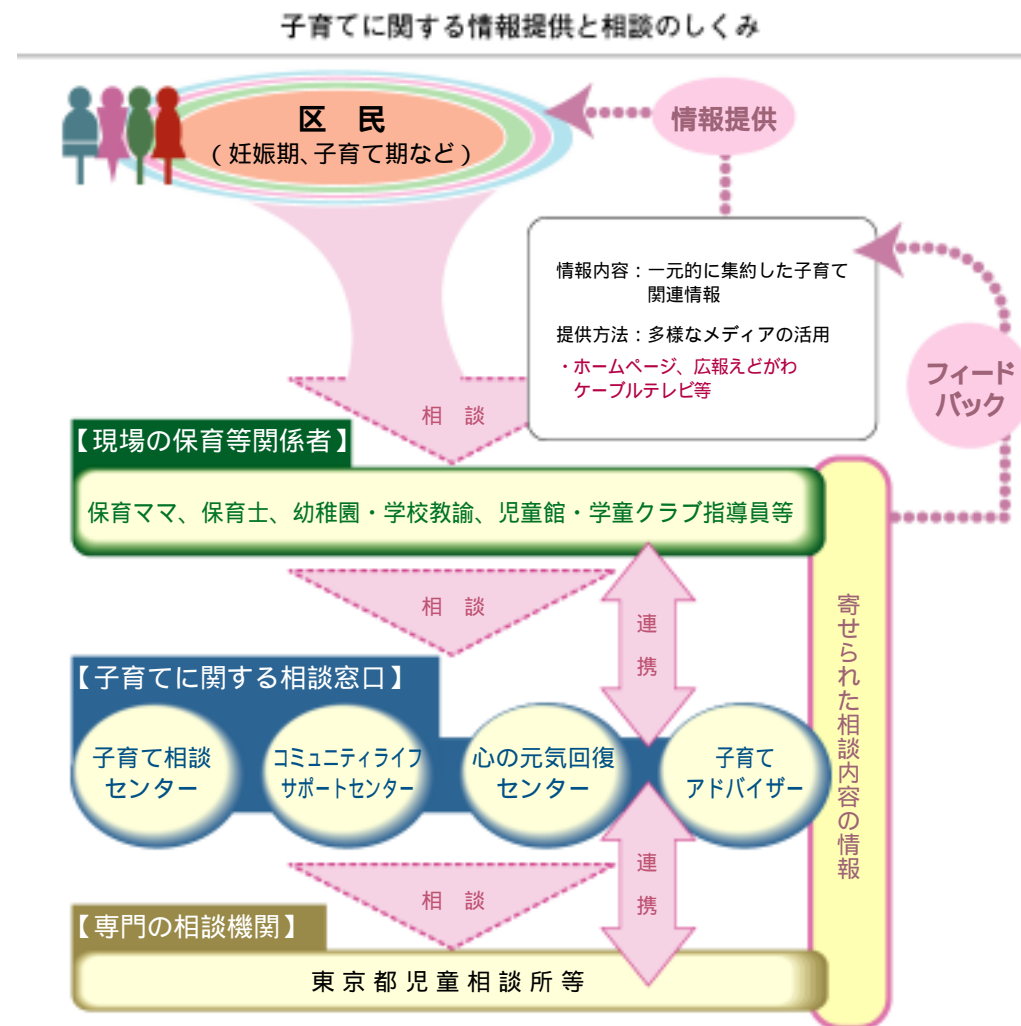 子育てに関する情報提供と相談のしくみ
区 民
(妊娠期、子育て期など)
情報提供
情報内容:一元的に集約した子育て
関連情報
提供方法:多様なメディアの活用
・ホームページ、広報えどがわ
ケーブルテレビ等
フィード
バック
相 談
【現場の保育等関係者】
保育ママ、保育士、幼稚園・学校教諭、児童館・学童クラブ指導員等
相 談
連携
【子育てに関する相談窓口】
子育て相談
センター
コミュニティライフ
サポートセンター
心の元気回復
センター
子育て
アドバイザー
寄せられた相談内容の情報
相 談
連携
【専門の相談機関】
東京都児童相談所等